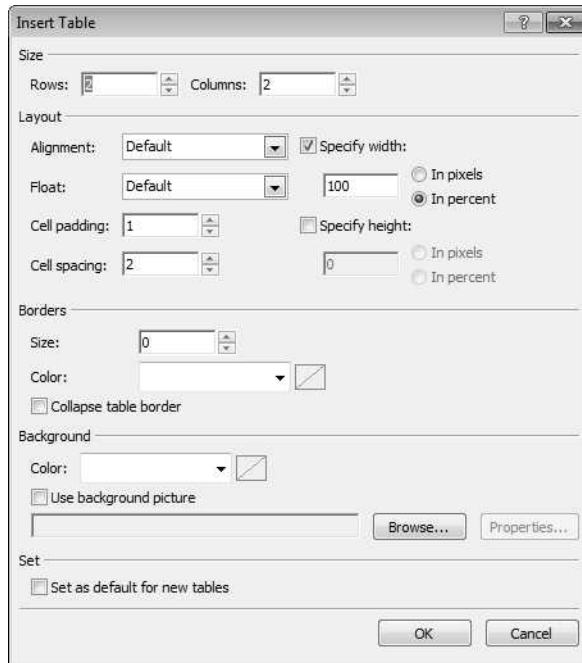 Insert Table
Size
Rows: 2 Columns: 2
Layout
Alignment: Default Specify width:
Float: Default 100 In pixels
In percent
Cell padding: 1 Specify height:
Cell spacing: 2 0 In pixels
In percent
Borders
Size: 0
Color:
Collapse table border
Background
Color:
Use background picture
Browse... Properties...
Set
Set as default for new tables
OK Cancel